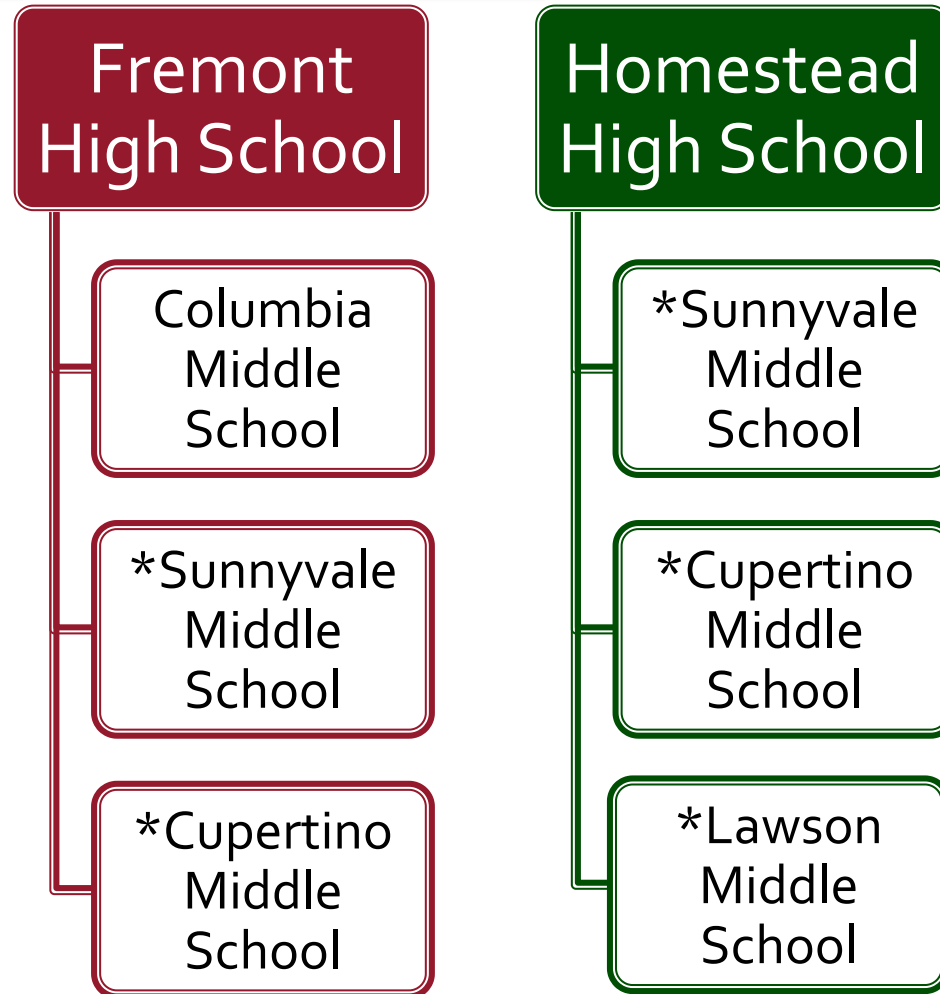 Fremont
High School
Columbia
Middle
School
*Sunnyvale
Middle
School
*Cupertino
Middle
School
Homestead
High School
*Sunnyvale
Middle
School
*Cupertino
Middle
School
*Lawson
Middle
School